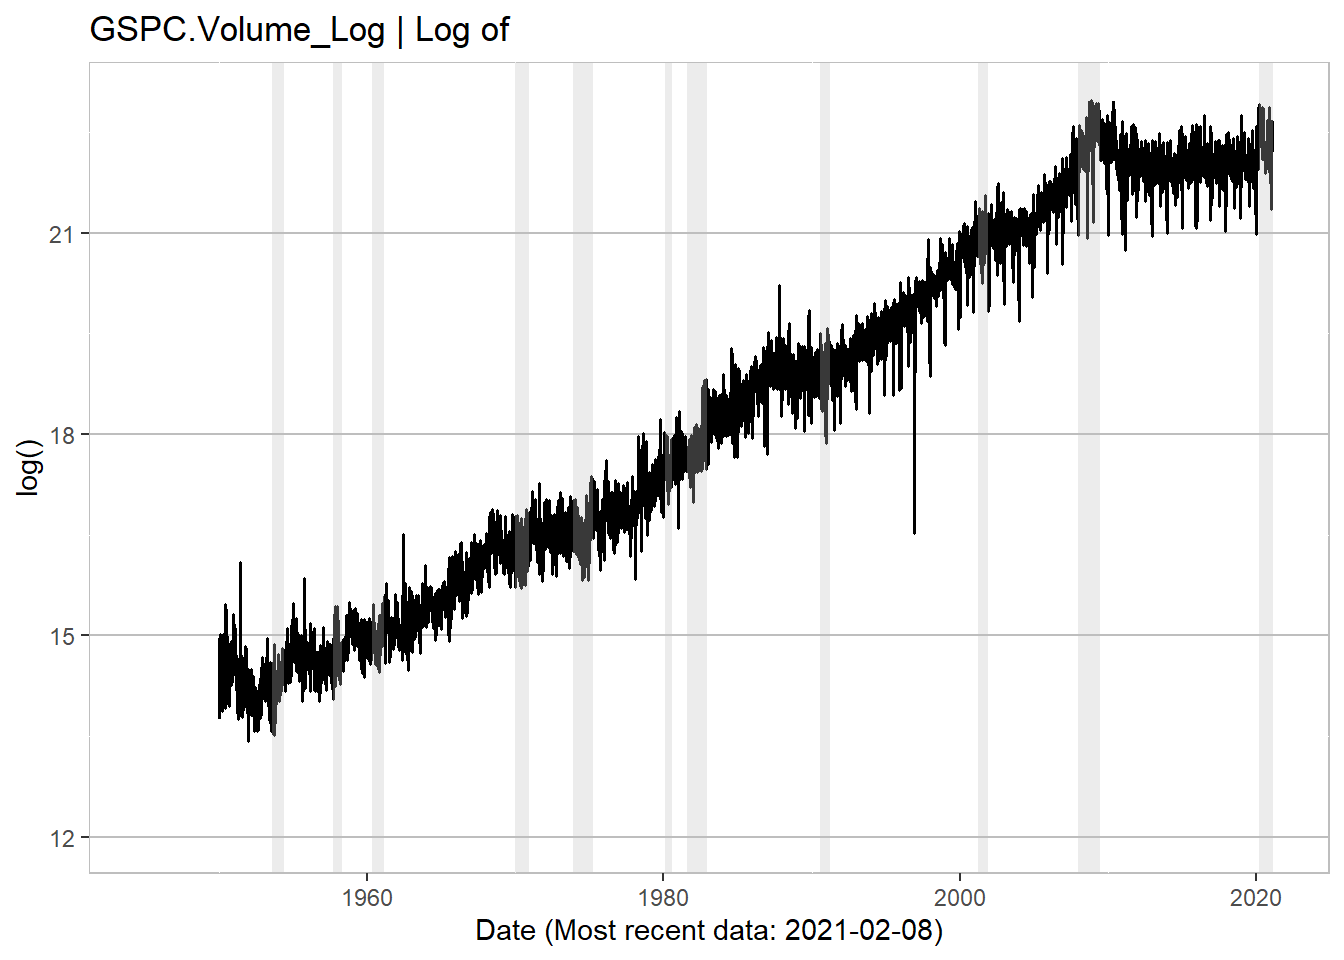 GSPC.Volume_Log | Log of
log()
21
18
15
12
1960 1980 2000 2020
Date (Most recent data: 2021-02-08)